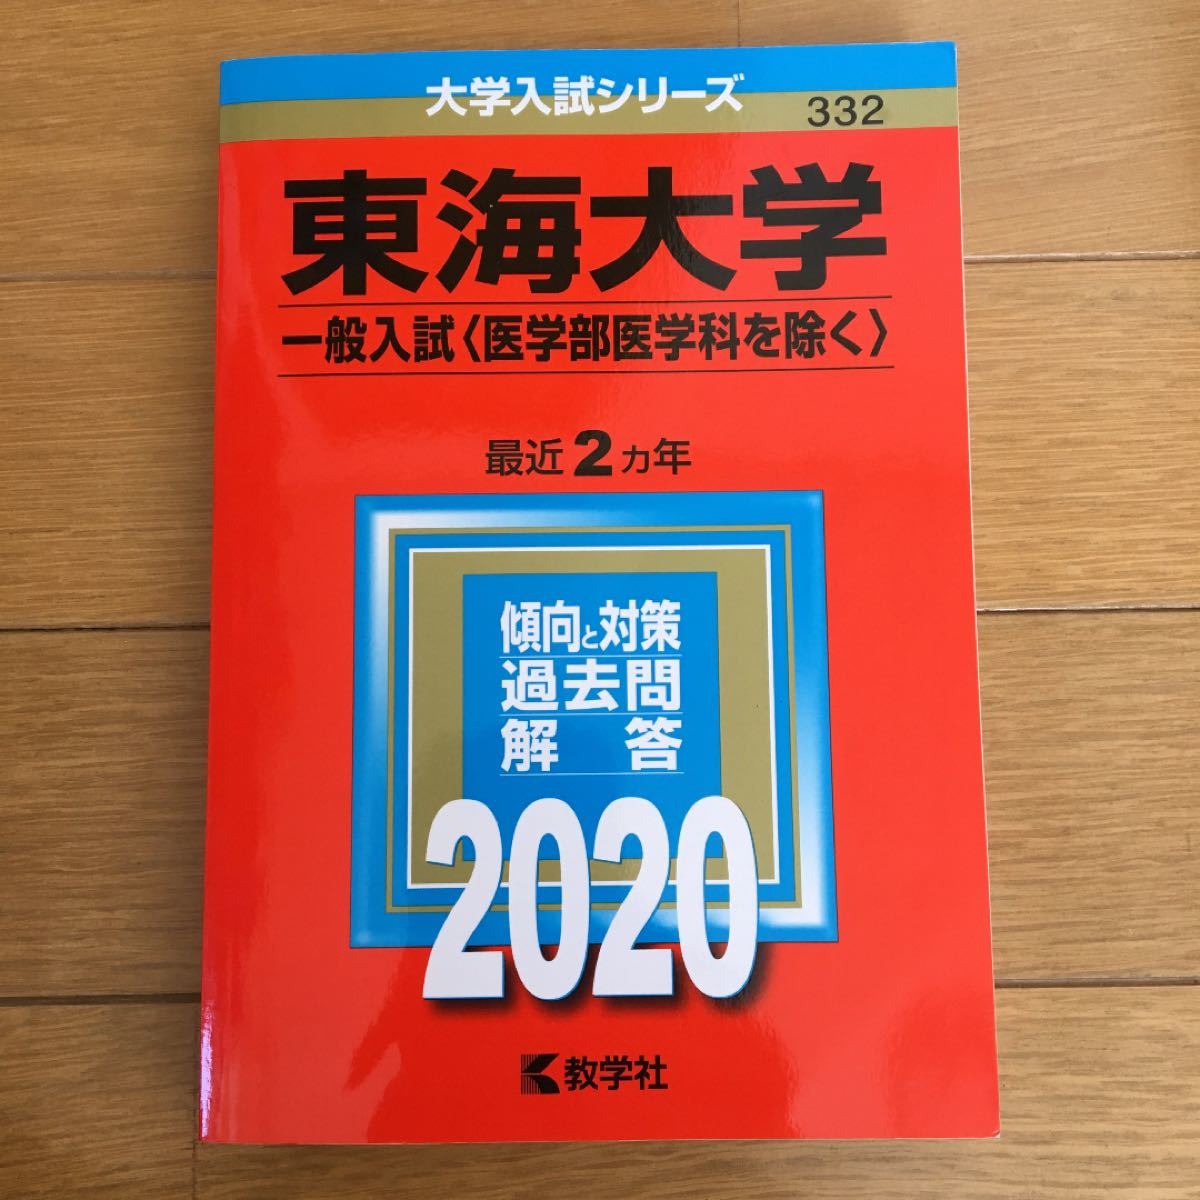 大学入試シリーズ
332
東海大学
一般入試〈医学部医学科を除く〉
最近2カ年
傾向と対策
過去問
解答
2020
教学社